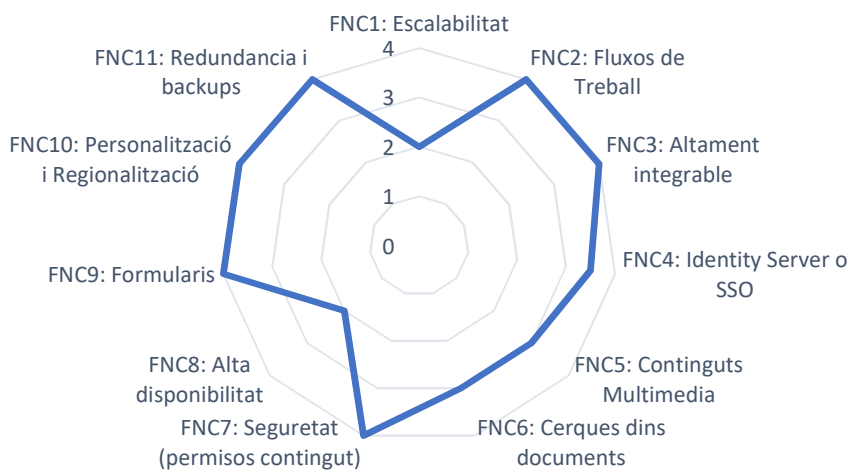 FNC1: Escalabilitat
FNC2: Fluxos de
Treball
FNC3: Altament
integrable
FNC4: Identity Server o
SSO
FNC5: Continguts
Multimedia
FNC6: Cerques dins
documents
FNC7: Seguretat
(permisos contingut)
FNC8: Alta
disponibilitat
FNC9: Formularis
FNC10: Personalització
i Regionalització
FNC11: Redundancia i
backups
4
3
2
1
0